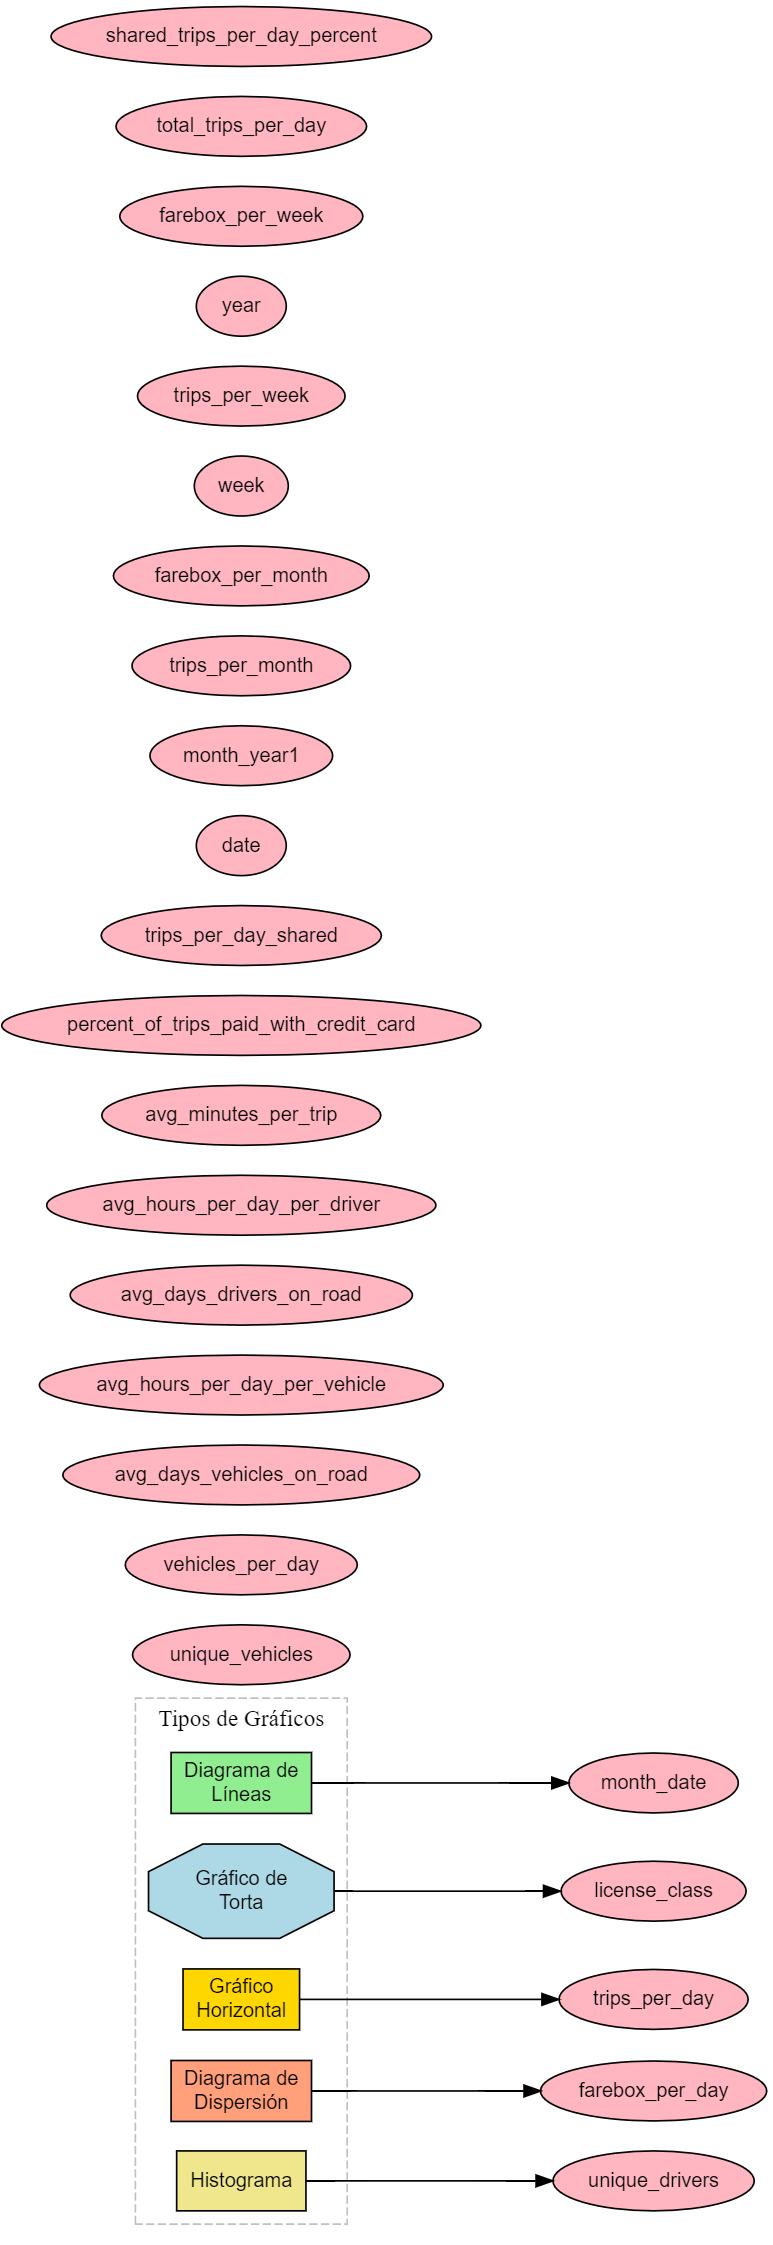 shared_trips_per_day_percent
total_trips_per_day
farebox_per_week
year
trips_per_week
week
farebox_per_month
trips_per_month
month_year1
date
trips_per_day_shared
percent_of_trips_paid_with_credit_card
avg_minutes_per_trip
avg_hours_per_day_per_driver
avg_days_drivers_on_road
avg_hours_per_day_per_vehicle
avg_days_vehicles_on_road
vehicles_per_day
unique_vehicles
Tipos de Gráficos
Diagrama de
Líneas
month_date
Gráfico de
Torta
license_class
Gráfico
Horizontal
trips_per_day
Diagrama de
Dispersión
farebox_per_day
Histograma
unique_drivers